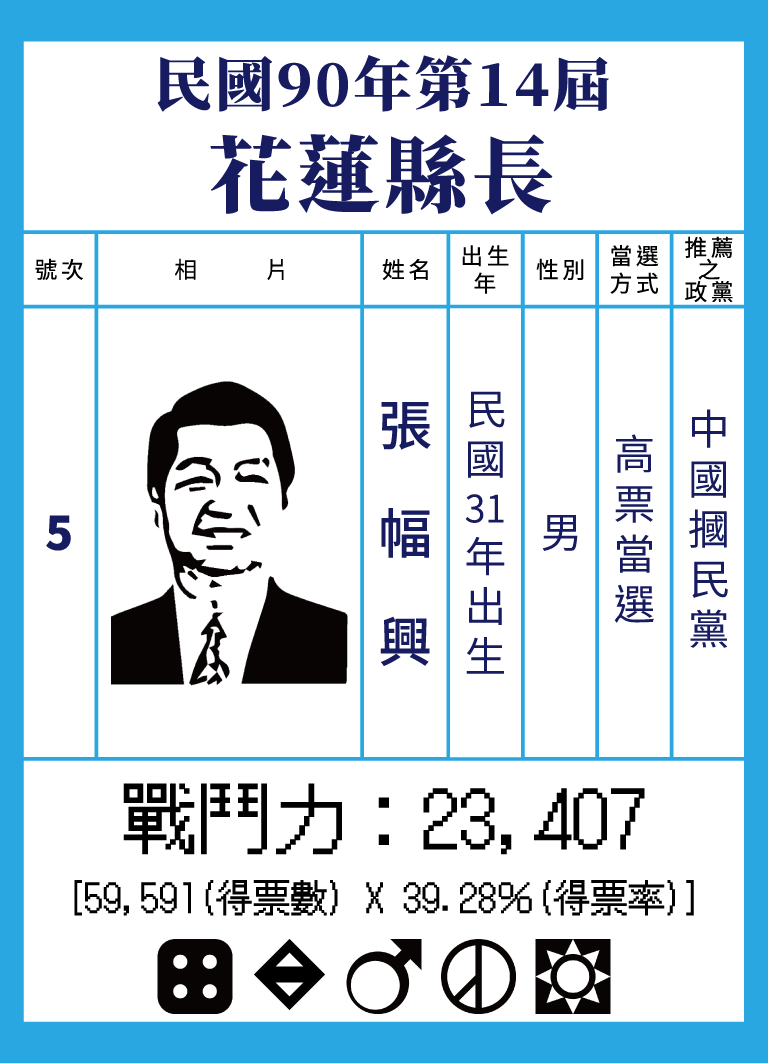 民國90年第14屆
花蓮縣長
號次
相 片
姓名
出生年
性別
當選方式
推薦之政黨
5
張幅興
民國31年出生
男
高票當選
中國摑民黨
戰鬥力：23,407
[59,591(得票數) X 39.28%(得票率)]